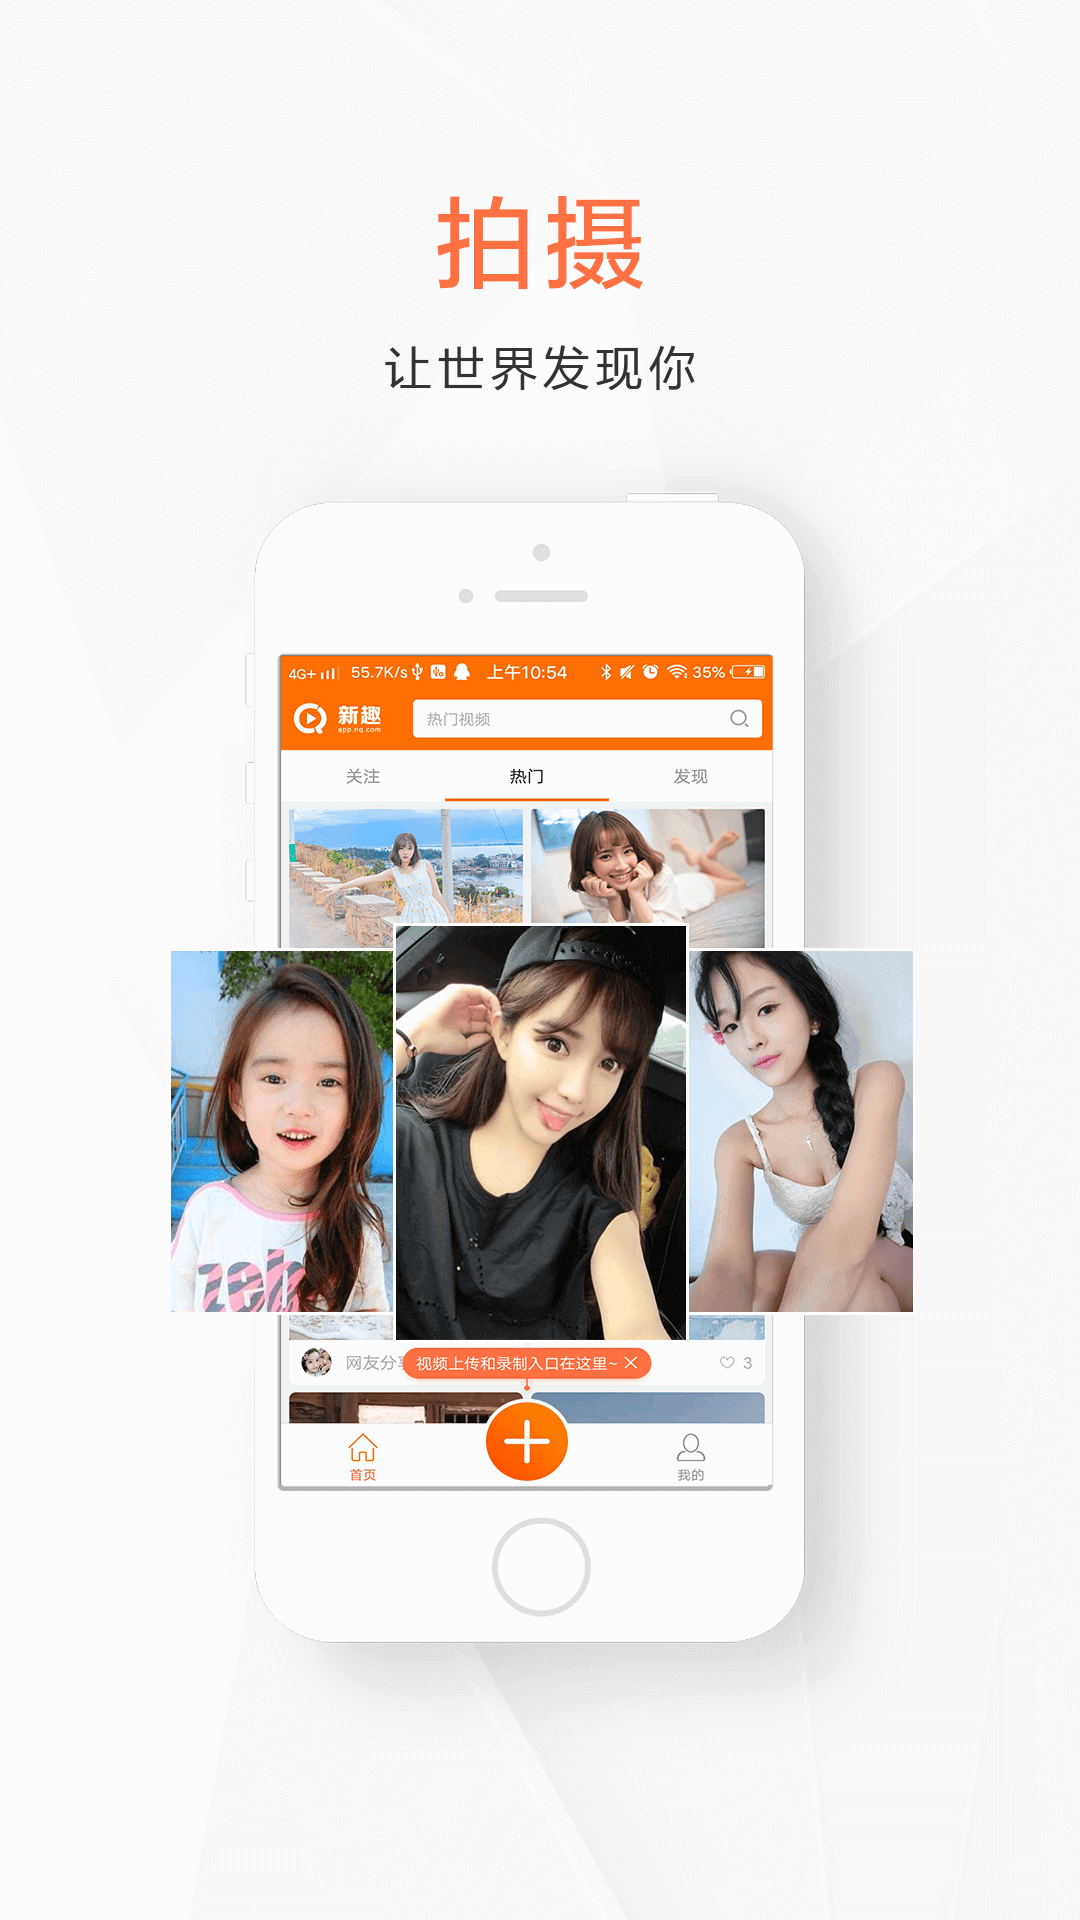 拍摄
让世界发现你
4G+ 55.7K/s 上午10:54 35%
新趣
app.nq.com
热门视频
关注 热门 发现
zeb
网友分享
视频上传和录制入口在这里~
3
首页 我的